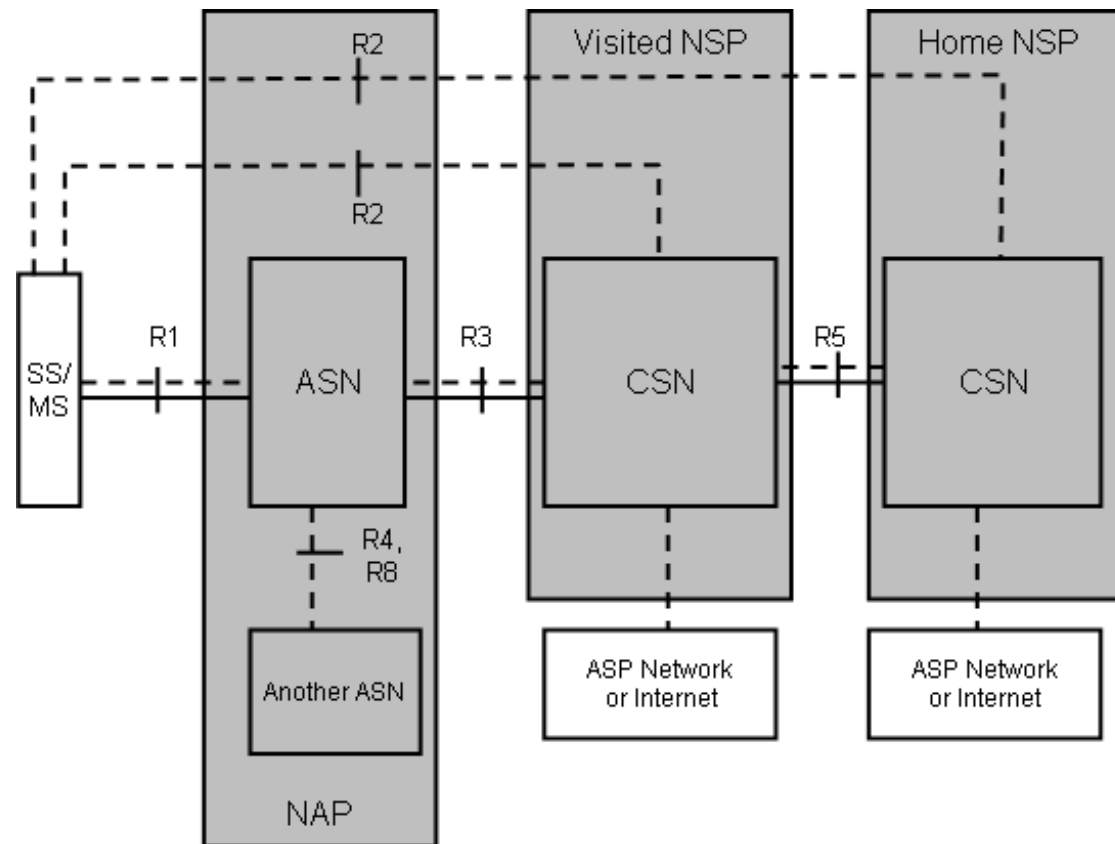 R2
Visited NSP
Home NSP
R2
R1
R3
R5
SS/
MS
ASN
CSN
CSN
R4,
R8
Another ASN
ASP Network
or Internet
ASP Network
or Internet
NAP